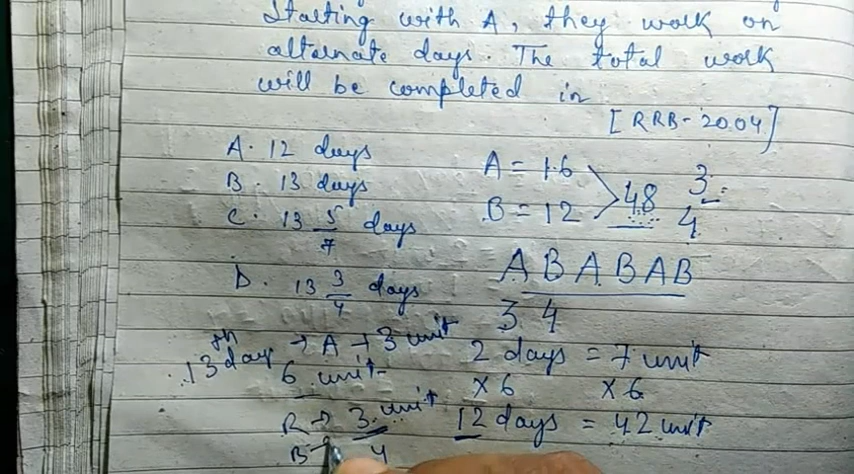 Starting with A, they work on
alternate days. The total work
will be completed in
[RRB-2004]
A. 12 days
B. 13 days
C. 13 5/7 days
D. 13 3/4 days
A = 16
B = 12
48
3
4
A B A B A B
3 4
2 days = 7 unit
×6 ×6
12 days = 42 unit
13th day → A → 3 unit
6 unit
R → 3 unit
B → 4